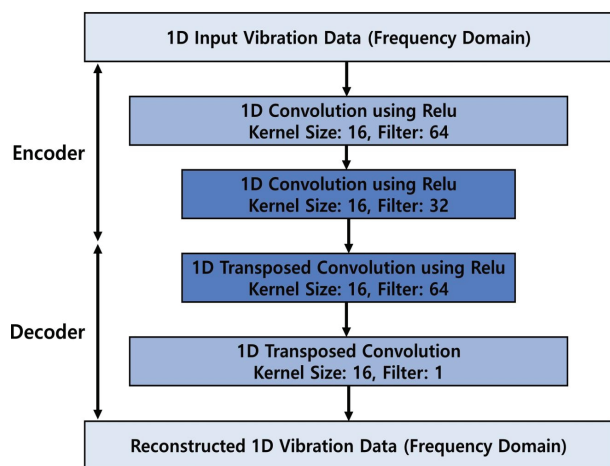 1D Input Vibration Data (Frequency Domain)
1D Convolution using Relu
Kernel Size: 16, Filter: 64
Encoder
1D Convolution using Relu
Kernel Size: 16, Filter: 32
1D Transposed Convolution using Relu
Kernel Size: 16, Filter: 64
Decoder
1D Transposed Convolution
Kernel Size: 16, Filter: 1
Reconstructed 1D Vibration Data (Frequency Domain)